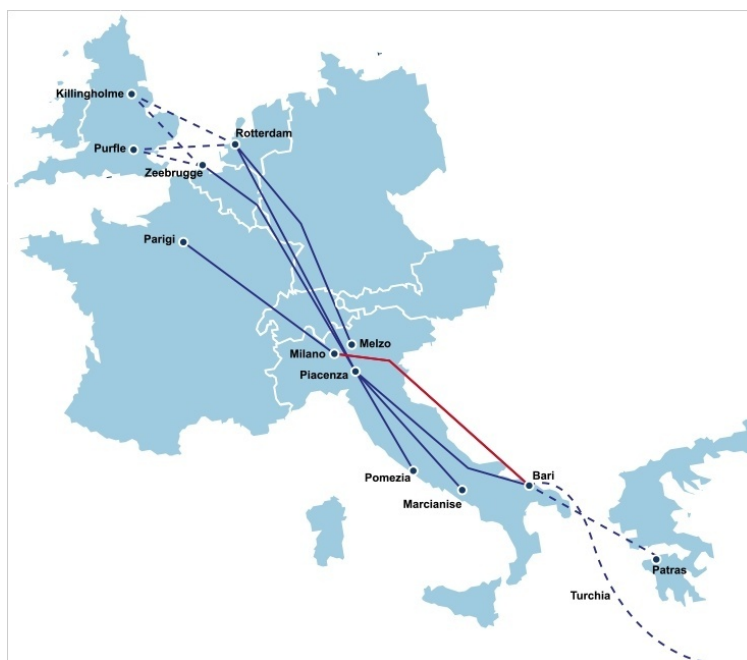 Killingholme
Rotterdam
Purfle
Zeebrugge
Parigi
Melzo
Milano
Piacenza
Pomezia
Bari
Marcianise
Patras
Turchia